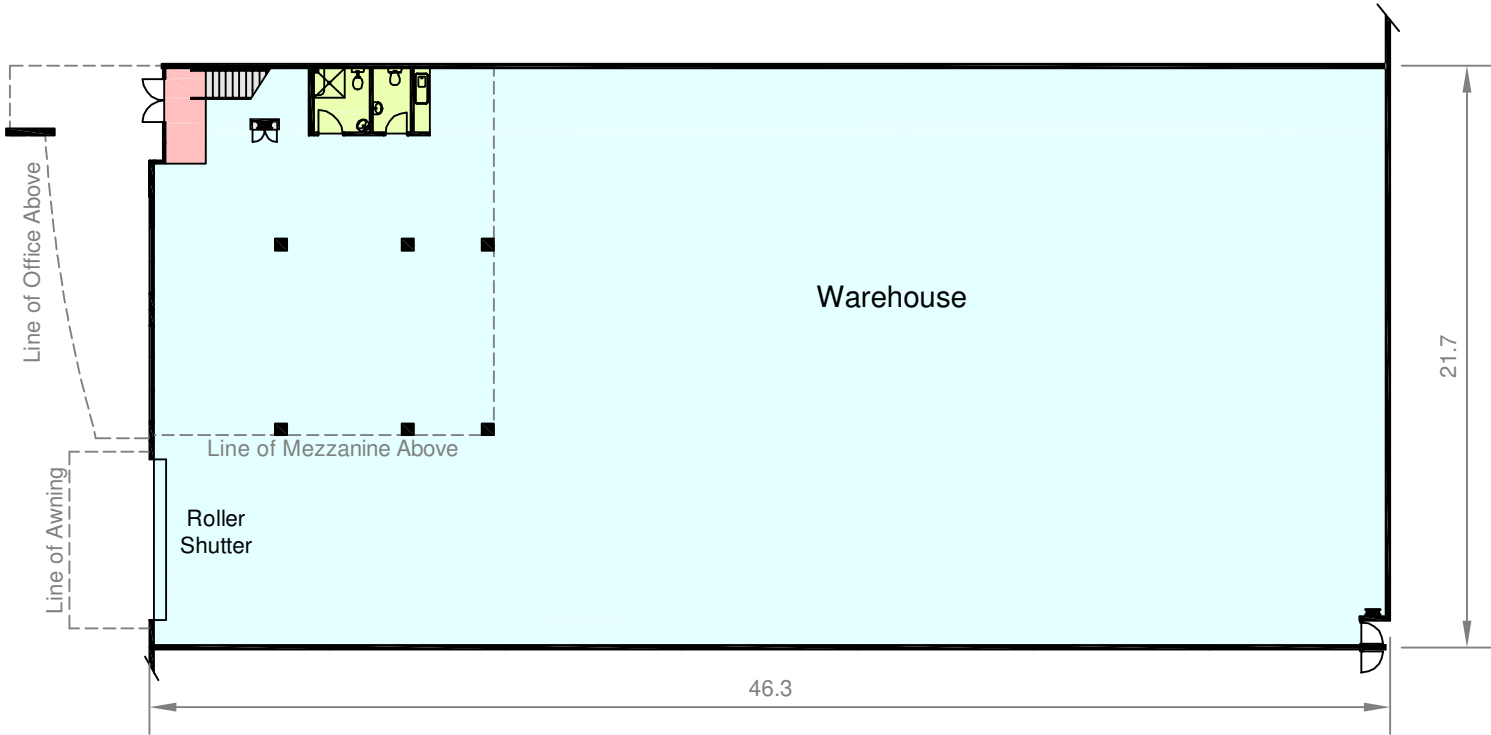 Line of Office Above
Warehouse
21.7
Line of Mezzanine Above
Line of Awning
Roller
Shutter
46.3